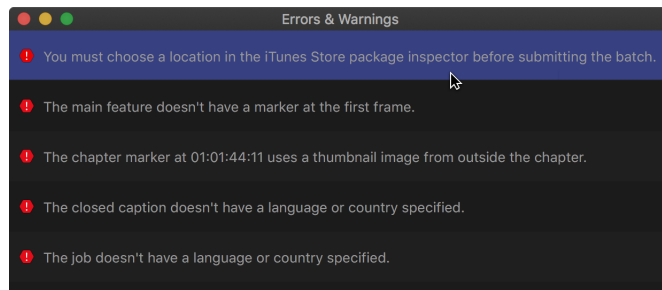 Errors & Warnings
You must choose a location in the iTunes Store package inspector before submitting the batch.
The main feature doesn't have a marker at the first frame.
The chapter marker at 01:01:44:11 uses a thumbnail image from outside the chapter.
The closed caption doesn't have a language or country specified.
The job doesn't have a language or country specified.